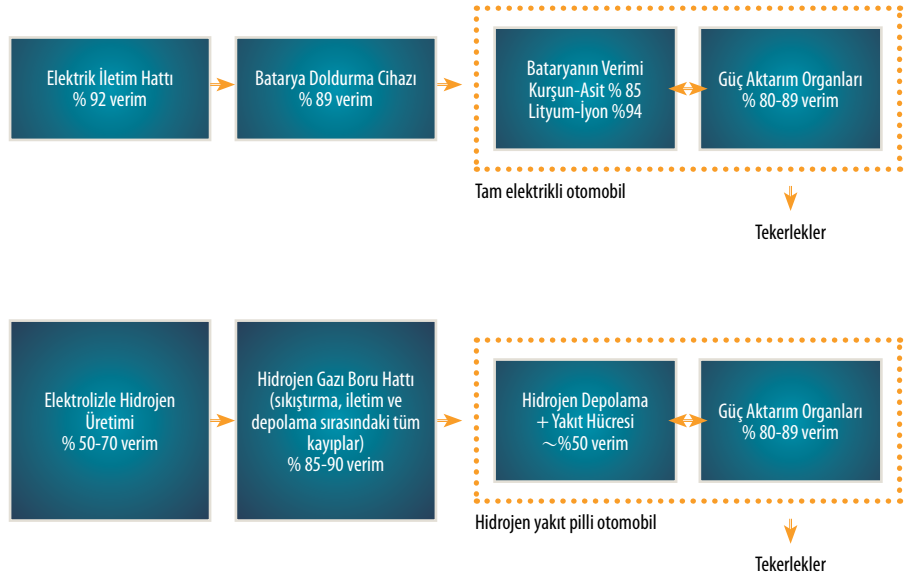 Elektrik İletim Hattı
% 92 verim
Batarya Doldurma Cihazı
% 89 verim
Bataryanın Verimi
Kurşun-Asit % 85
Lityum-İyon %94
Güç Aktarım Organları
% 80-89 verim
Tam elektrikli otomobil
Tekerlekler
Elektrolizle Hidrojen
Üretimi
% 50-70 verim
Hidrojen Gazı Boru Hattı
(sıkıştırma, iletim ve
depolama sırasındaki tüm
kayıplar)
% 85-90 verim
Hidrojen Depolama
+ Yakıt Hücresi
~%50 verim
Güç Aktarım Organları
% 80-89 verim
Hidrojen yakıt pilli otomobil
Tekerlekler